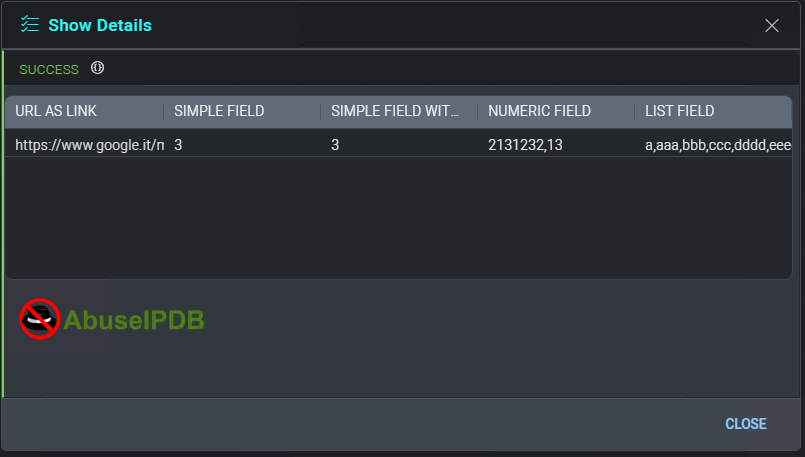 Show Details
SUCCESS
URL AS LINK SIMPLE FIELD SIMPLE FIELD WIT... NUMERIC FIELD LIST FIELD
https://www.google.it/n 3 3 2131232,13 a,aaa,bbb,ccc,dddd,eee
AbuseIPDB
CLOSE